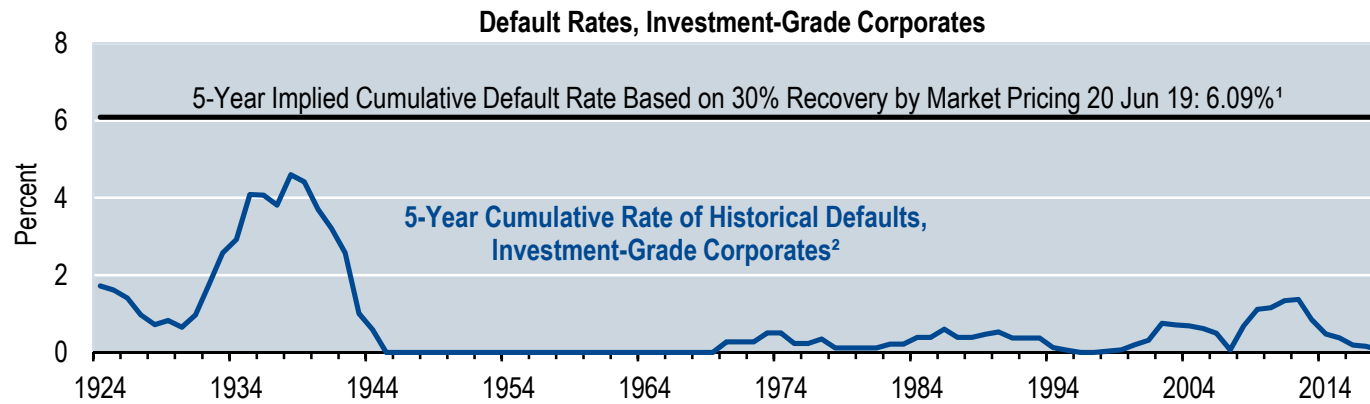 Default Rates, Investment-Grade Corporates
8
5-Year Implied Cumulative Default Rate Based on 30% Recovery by Market Pricing 20 Jun 19: 6.09%¹
6
Percent
4
5-Year Cumulative Rate of Historical Defaults,
Investment-Grade Corporates²
2
0
1924 1934 1944 1954 1964 1974 1984 1994 2004 2014